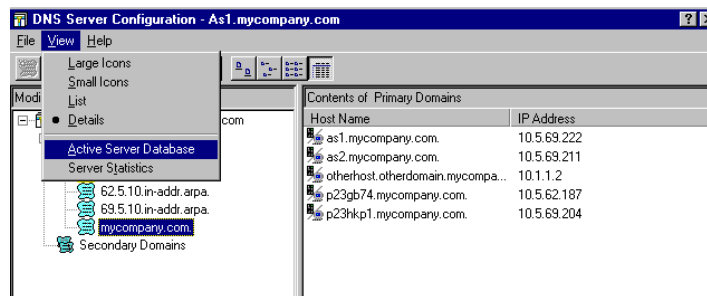 DNS Server Configuration - As1.mycompany.com
File View Help
Large Icons
Small Icons
List
Details
Active Server Database
Server Statistics
com
62.5.10.in-addr.arpa.
69.5.10.in-addr.arpa.
mycompany.com.
Secondary Domains
Contents of Primary Domains
Host Name IP Address
as1.mycompany.com. 10.5.69.222
as2.mycompany.com. 10.5.69.211
otherhost.otherdomain.mycompa... 10.1.1.2
p23gb74.mycompany.com. 10.5.62.187
p23hkp1.mycompany.com. 10.5.69.204